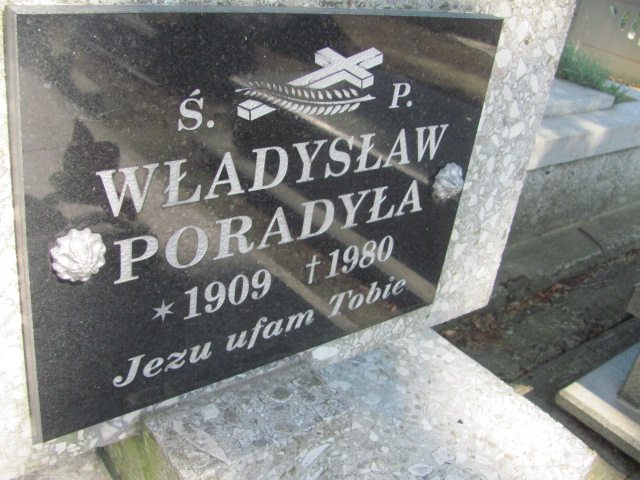 Ś. P.
WŁADYSŁAW
PORADYŁA
✶1909 †1980
Jezu ufam Tobie